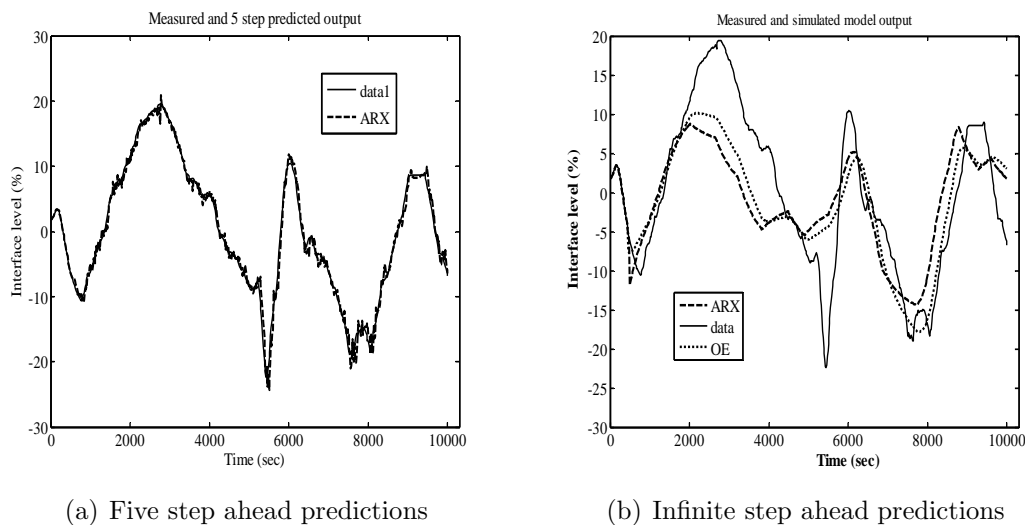 Measured and 5 step predicted output
30
20
10
0
-10
-20
-30
0 2000 4000 6000 8000 10000
Time (sec)
Interface level (%)
data1
ARX
(a) Five step ahead predictions
Measured and simulated model output
20
15
10
5
0
-5
-10
-15
-20
-25
-30
0 2000 4000 6000 8000 10000
Time (sec)
Interface level (%)
ARX
data
OE
(b) Infinite step ahead predictions